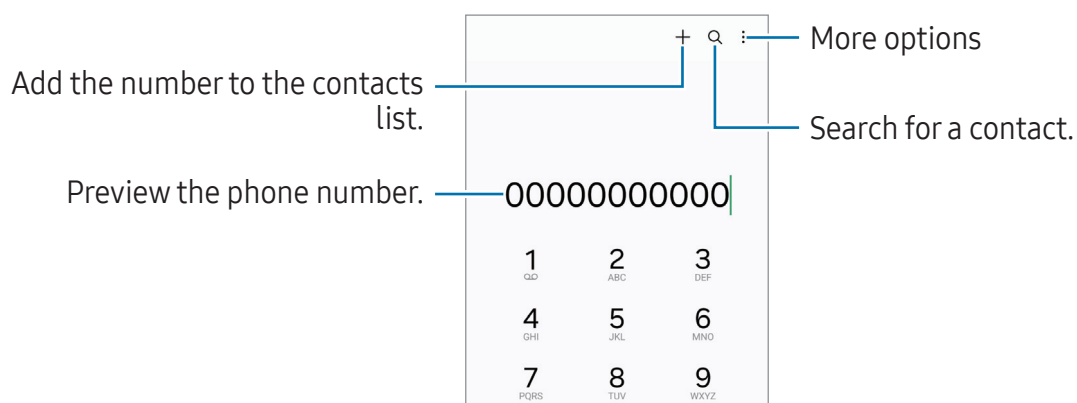 More options
Add the number to the contacts
list.
Search for a contact.
Preview the phone number.
00000000000
1 2 3
ABC DEF
4 5 6
GHI JKL MNO
7 8 9
PQRS TUV WXYZ